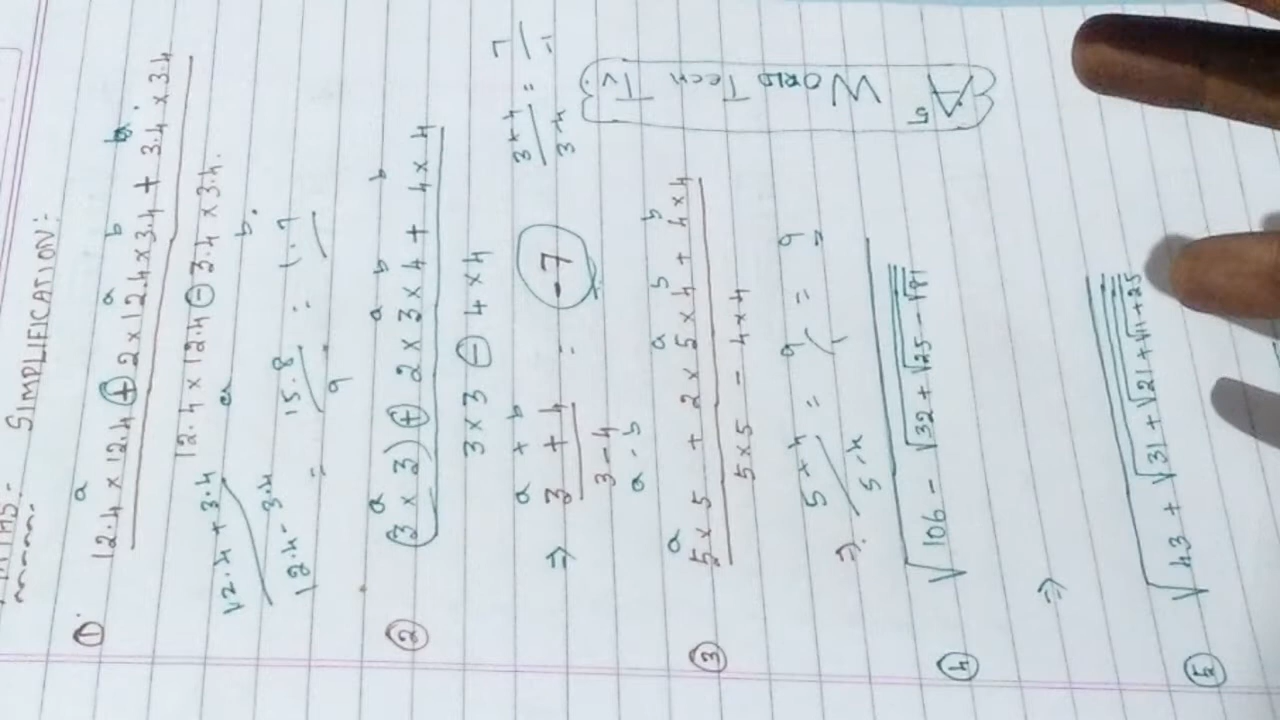 MATHS - SIMPLIFICATION:-
① a a b b
12.4 × 12.4 + 2 × 12.4 × 3.4 + 3.4 × 3.4
12.4 × 12.4 - 3.4 × 3.4.
a b.
12.4 + 3.4
12.4 - 3.4
= 15.8 / 9 = 1.7
② a a b b
(3 × 3) + 2 × 3 × 4 + 4 × 4
3 × 3 - 4 × 4
a + b
⇒ 3 + 4 = -7
3 - 4
a - b
3+4 = 7
3-4 -1
③ a a b b
5 × 5 + 2 × 5 × 4 + 4 × 4
5 × 5 - 4 × 4
⇒ 5+4 = 9 = 9
5-4 1
A5 WORLD TECH TV.
④ √106 - √32 + √25 - √81
⇒
⑤ √43 + √31 + √21 + √11 + 25